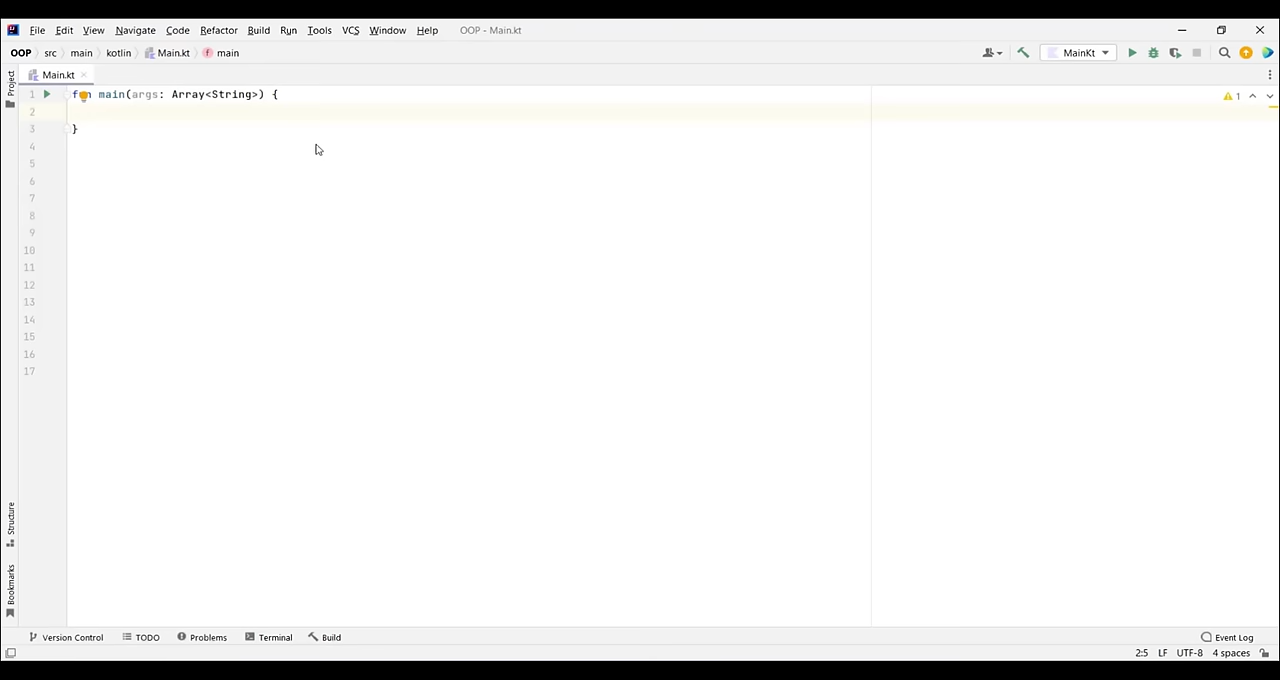 File Edit View Navigate Code Refactor Build Run Tools VCS Window Help OOP - Main.kt
OOP src main kotlin Main.kt main MainKt
Main.kt
Project
1 fun main(args: Array<String>) {
1
2
3 }
4
5
6
7
8
9
10
11
12
13
14
15
16
17
Structure
Bookmarks
Version Control TODO Problems Terminal Build Event Log
2:5 LF UTF-8 4 spaces